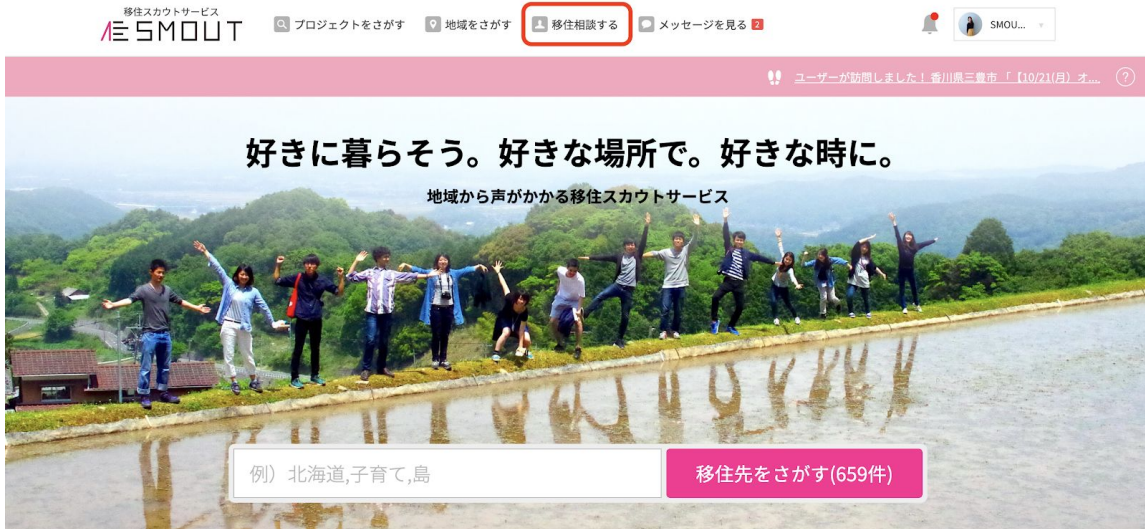 移住スカウトサービス
SMOUT
プロジェクトをさがす 地域をさがす 移住相談する メッセージを見る 2
SMOU...
ユーザーが訪問しました! 香川県三豊市 「【10/21(月) オ...
?
好きに暮らそう。好きな場所で。好きな時に。
地域から声がかかる移住スカウトサービス
例）北海道,子育て,島
移住先をさがす(659件)